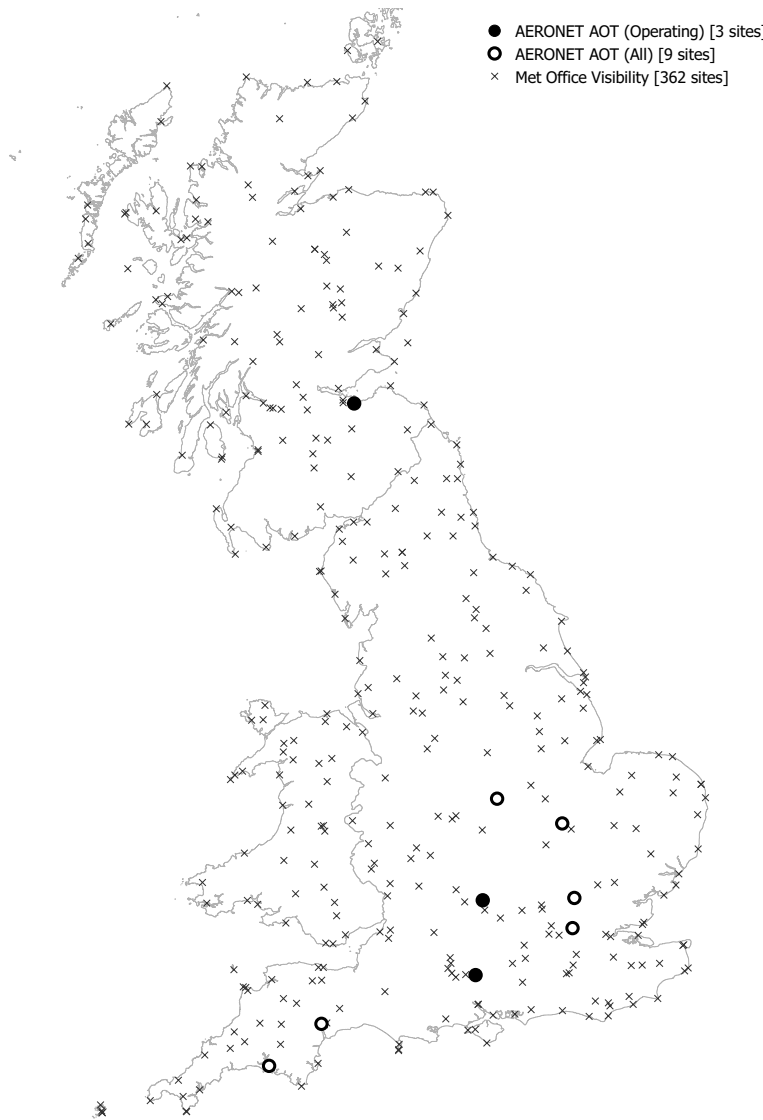 AERONET AOT (Operating) [3 sites]
AERONET AOT (All) [9 sites]
Met Office Visibility [362 sites]